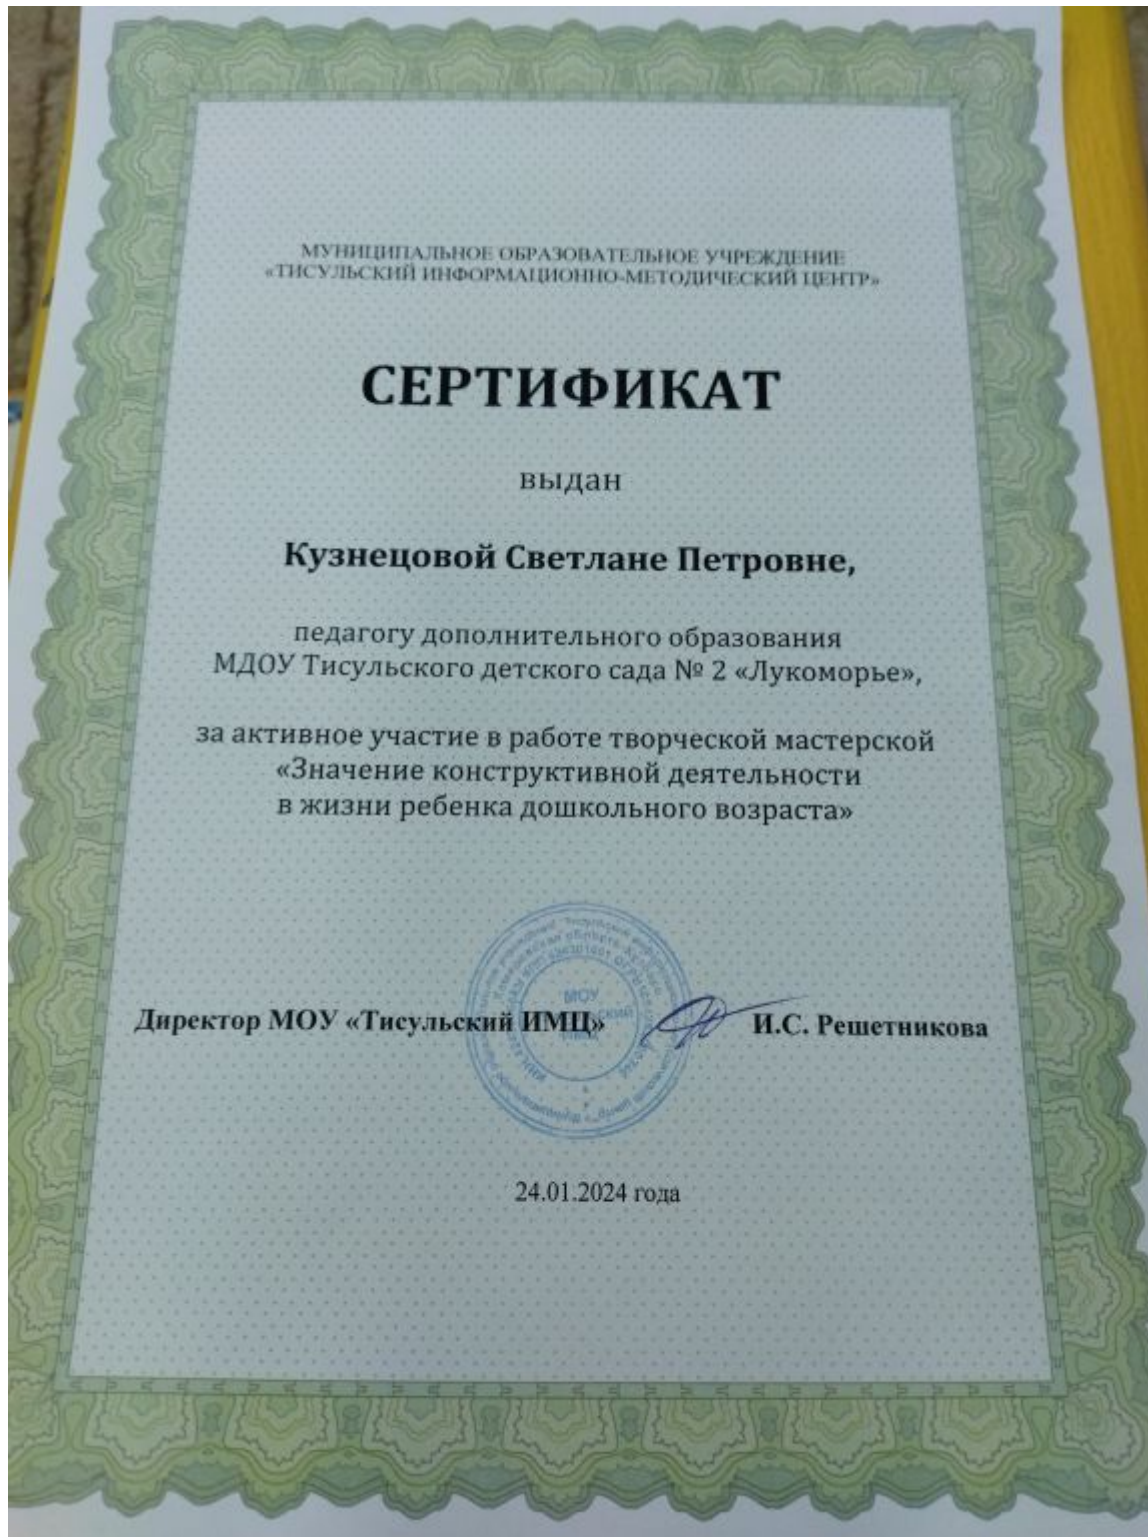 МУНИЦИПАЛЬНОЕ ОБРАЗОВАТЕЛЬНОЕ УЧРЕЖДЕНИЕ
«ТИСУЛЬСКИЙ ИНФОРМАЦИОННО-МЕТОДИЧЕСКИЙ ЦЕНТР»
СЕРТИФИКАТ
выдан
Кузнецовой Светлане Петровне,
педагогу дополнительного образования
МДОУ Тисульского детского сада № 2 «Лукоморье»,
за активное участие в работе творческой мастерской
«Значение конструктивной деятельности
в жизни ребенка дошкольного возраста»
МОУ
Директор МОУ «Тисульский ИМЦ» И.С. Решетникова
24.01.2024 года